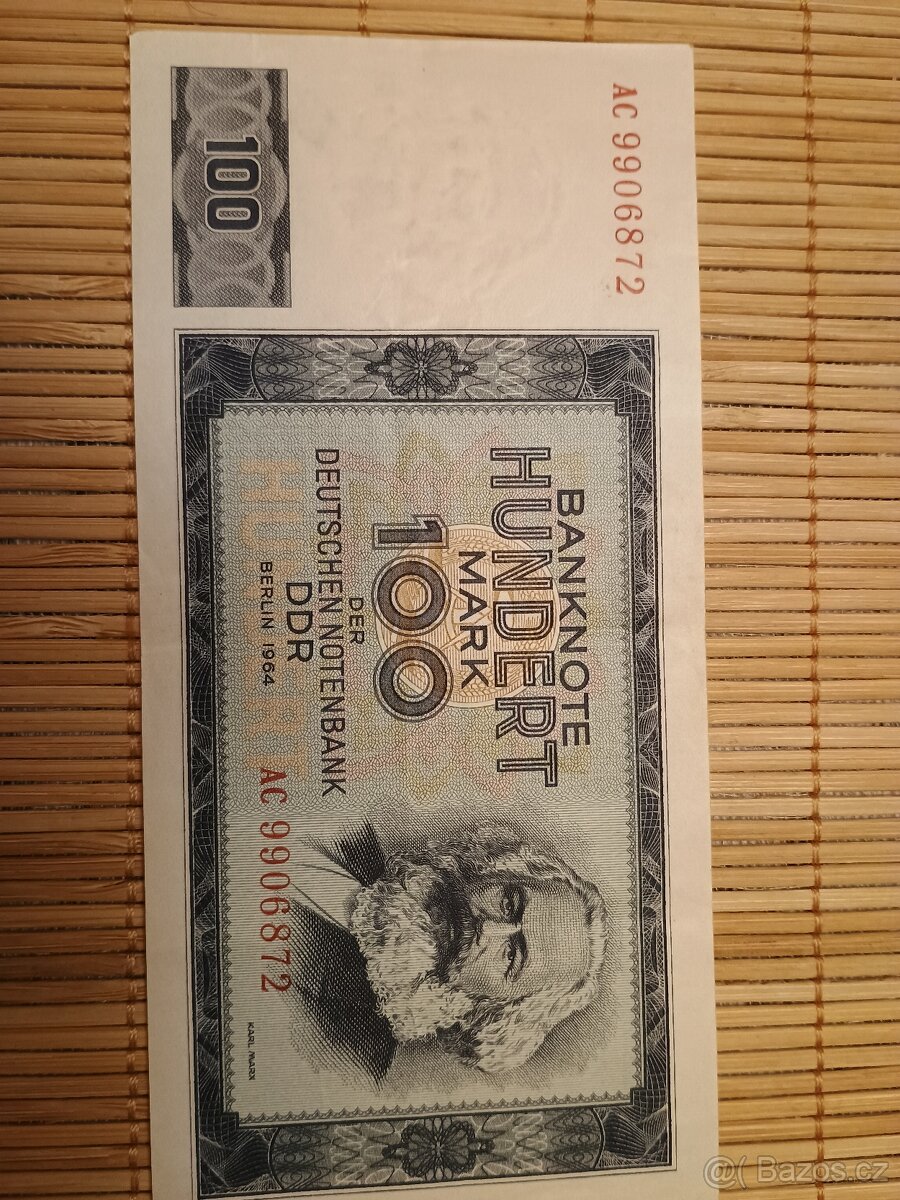 100
AC 9906872
BANKNOTE
HUNDERT
MARK
100
DER
DEUTSCHEN NOTENBANK
DDR
BERLIN 1964
HUNDERT
AC 9906872
KARL MARX
@( Bazos.cz